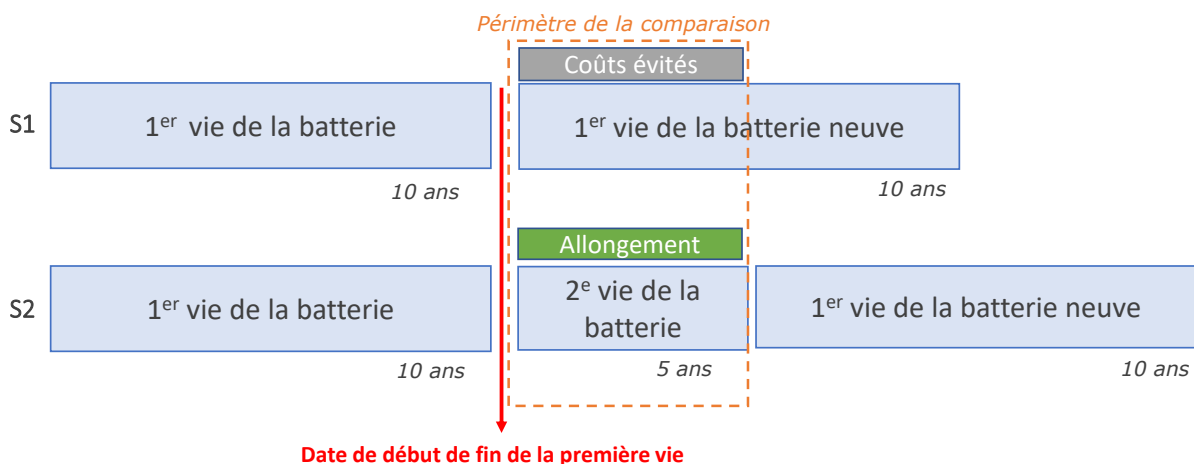 Périmètre de la comparaison
Coûts évités
S1
1er vie de la batterie
1er vie de la batterie neuve
10 ans
10 ans
Allongement
S2
1er vie de la batterie
2e vie de la
batterie
1er vie de la batterie neuve
10 ans
5 ans
10 ans
Date de début de fin de la première vie